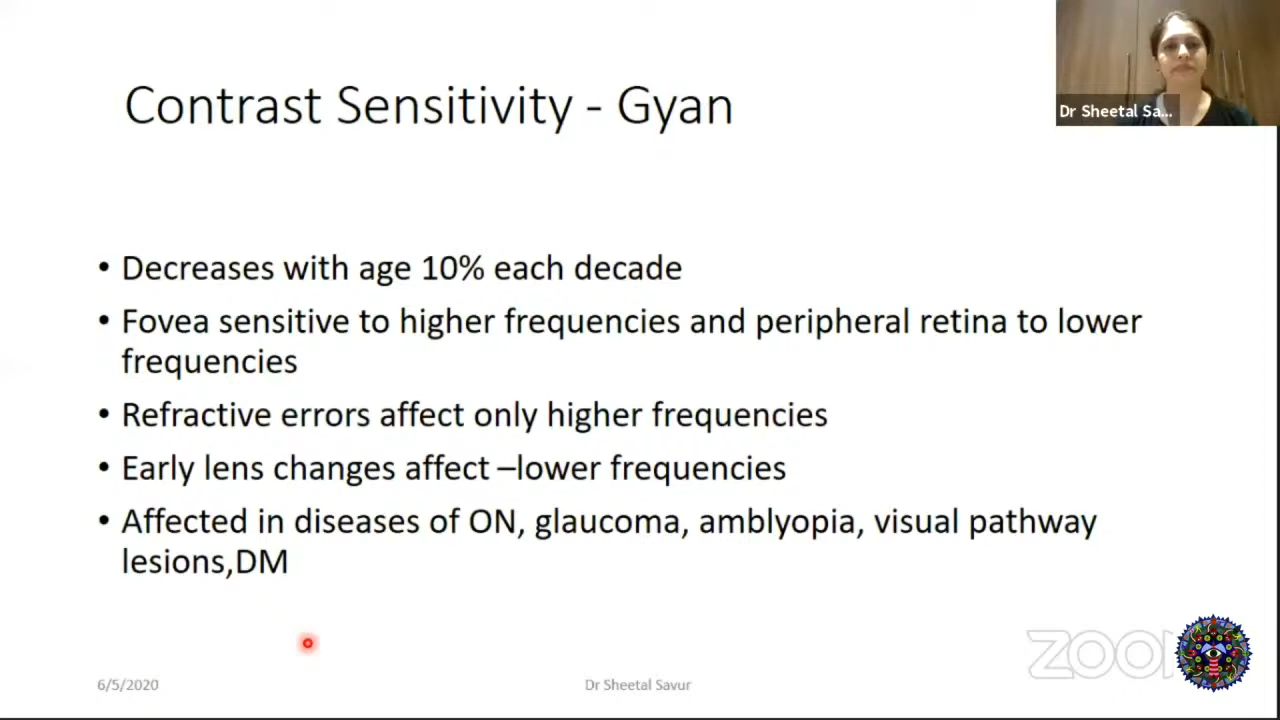 Contrast Sensitivity - Gyan
Dr Sheetal Sa...
• Decreases with age 10% each decade
• Fovea sensitive to higher frequencies and peripheral retina to lower
frequencies
• Refractive errors affect only higher frequencies
• Early lens changes affect –lower frequencies
• Affected in diseases of ON, glaucoma, amblyopia, visual pathway
lesions,DM
6/5/2020
Dr Sheetal Savur
ZOO